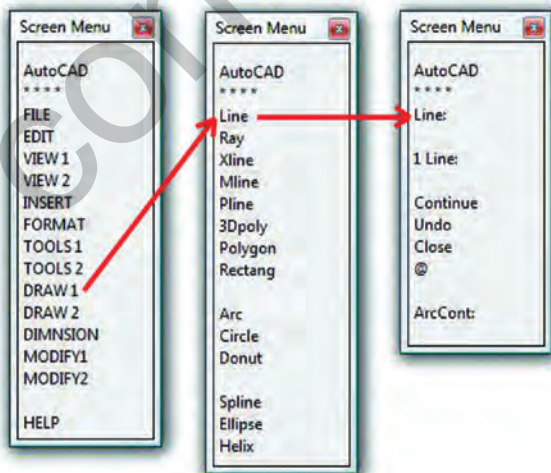 Screen Menu
AutoCAD
* * * *
FILE
EDIT
VIEW 1
VIEW 2
INSERT
FORMAT
TOOLS 1
TOOLS 2
DRAW 1
DRAW 2
DIMNSION
MODIFY1
MODIFY2
HELP
Screen Menu
AutoCAD
* * * *
Line
Ray
Xline
Mline
Pline
3Dpoly
Polygon
Rectang
Arc
Circle
Donut
Spline
Ellipse
Helix
Screen Menu
AutoCAD
* * * *
Line:
1 Line:
Continue
Undo
Close
@
ArcCont: